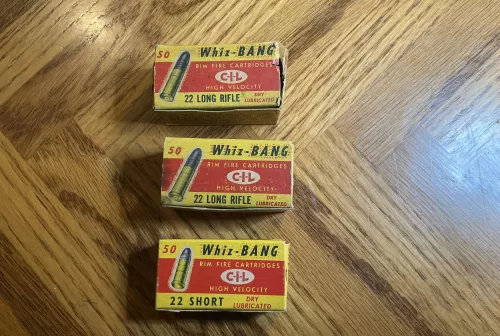 50 Whiz-BANG
RIM FIRE CARTRIDGES
C-I-L
HIGH VELOCITY
22 LONG RIFLE DRY
LUBRICATED
50 Whiz-BANG
RIM FIRE CARTRIDGES
C-I-L
HIGH VELOCITY
22 LONG RIFLE DRY
LUBRICATED
50 Whiz-BANG
RIM FIRE CARTRIDGES
C-I-L
HIGH VELOCITY
22 SHORT DRY
LUBRICATED